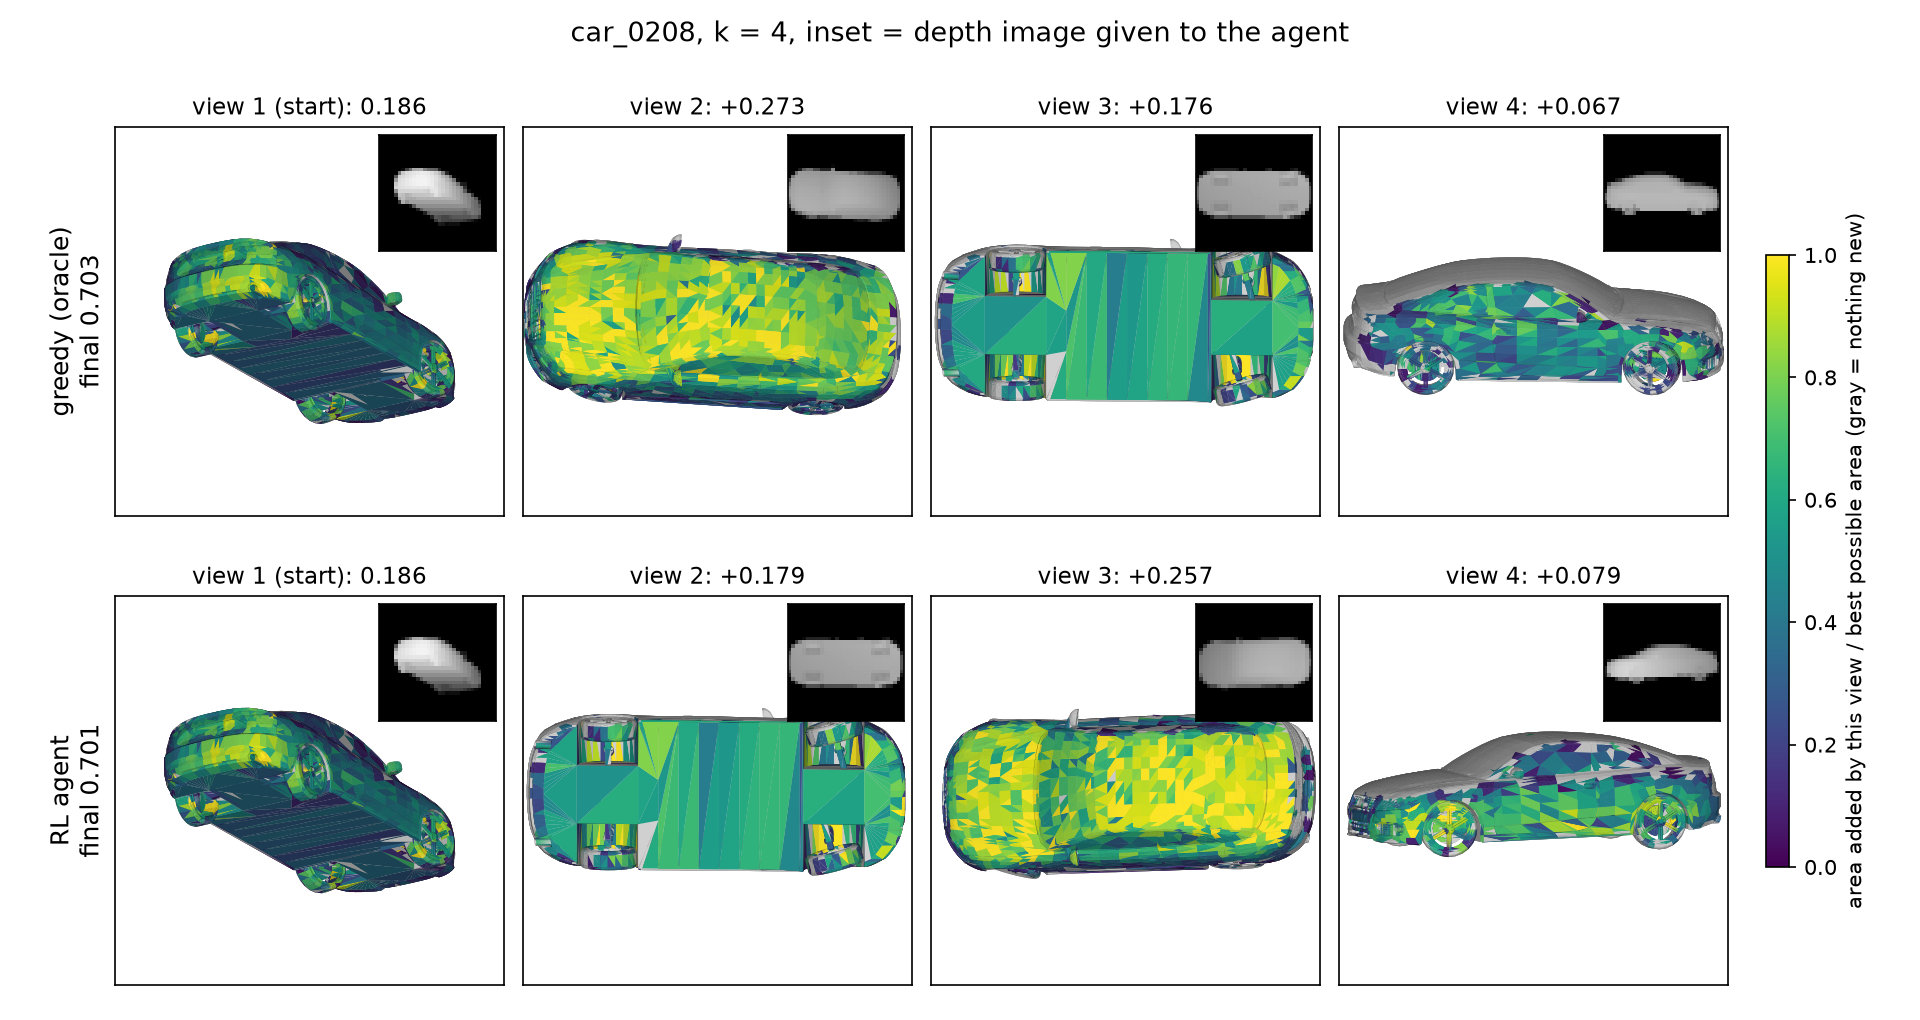 car_0208, k = 4, inset = depth image given to the agent
greedy (oracle)
final 0.703
view 1 (start): 0.186
view 2: +0.273
view 3: +0.176
view 4: +0.067
RL agent
final 0.701
view 1 (start): 0.186
view 2: +0.179
view 3: +0.257
view 4: +0.079
1.0
0.8
0.6
0.4
0.2
0.0
area added by this view / best possible area (gray = nothing new)